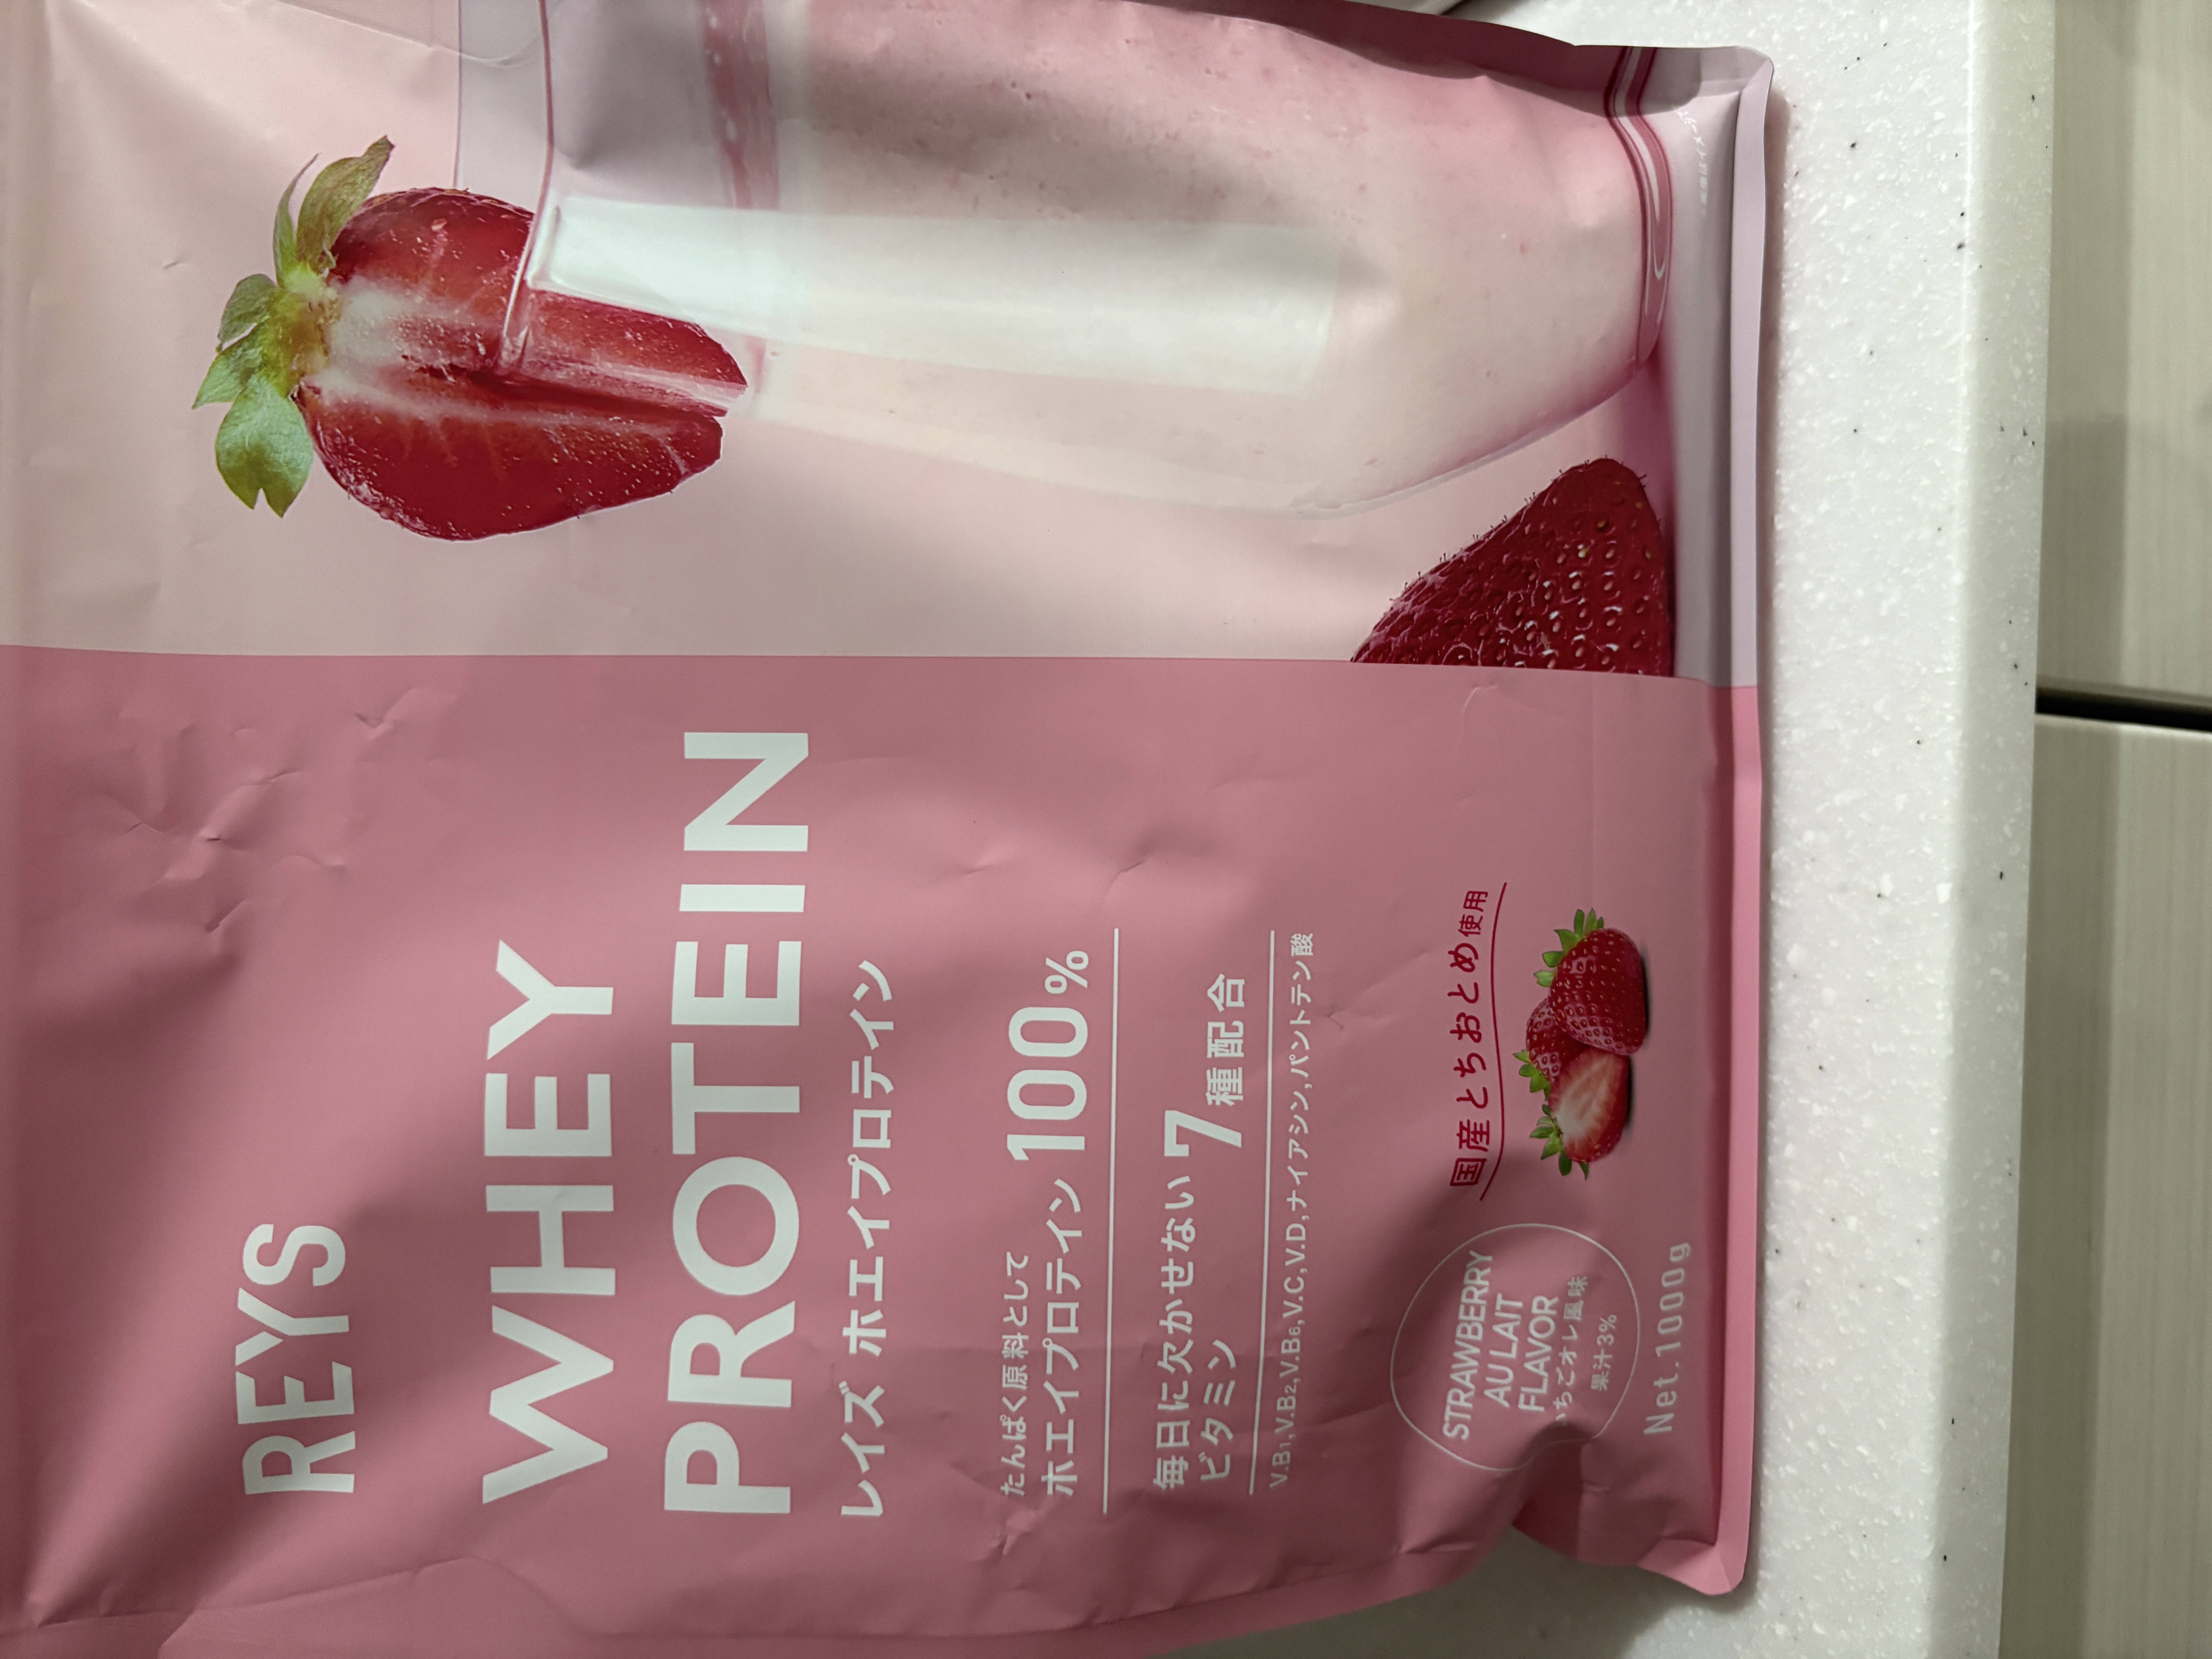 REYS
WHEY
PROTEIN
レイズ ホエイプロテイン
たんぱく原料として
ホエイプロテイン 100%
毎日に欠かせない
ビタミン 7種配合
V.B1,V.B2,V.B6,V.C,V.D,ナイアシン,パントテン酸
STRAWBERRY
AU LAIT
FLAVOR
いちごオレ風味
果汁3%
国産とちおとめ使用
Net.1000g